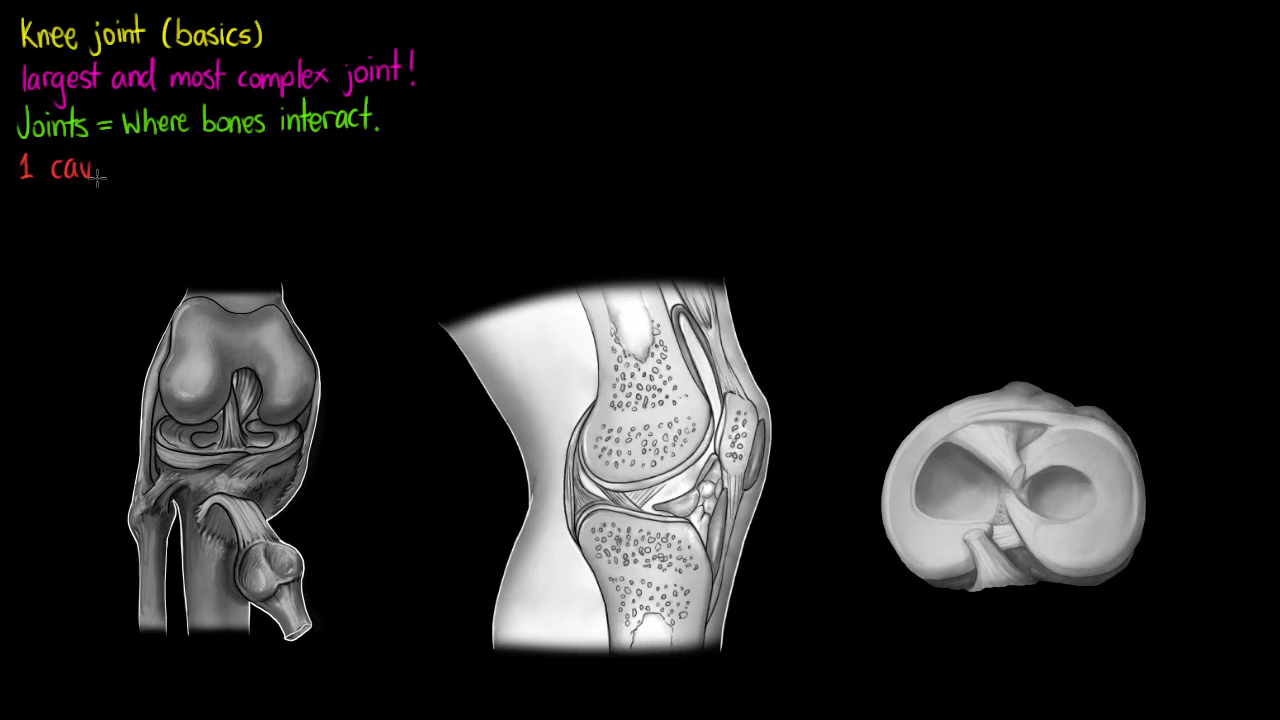 Knee joint (basics)
largest and most complex joint!
Joints = Where bones interact.
1 cav